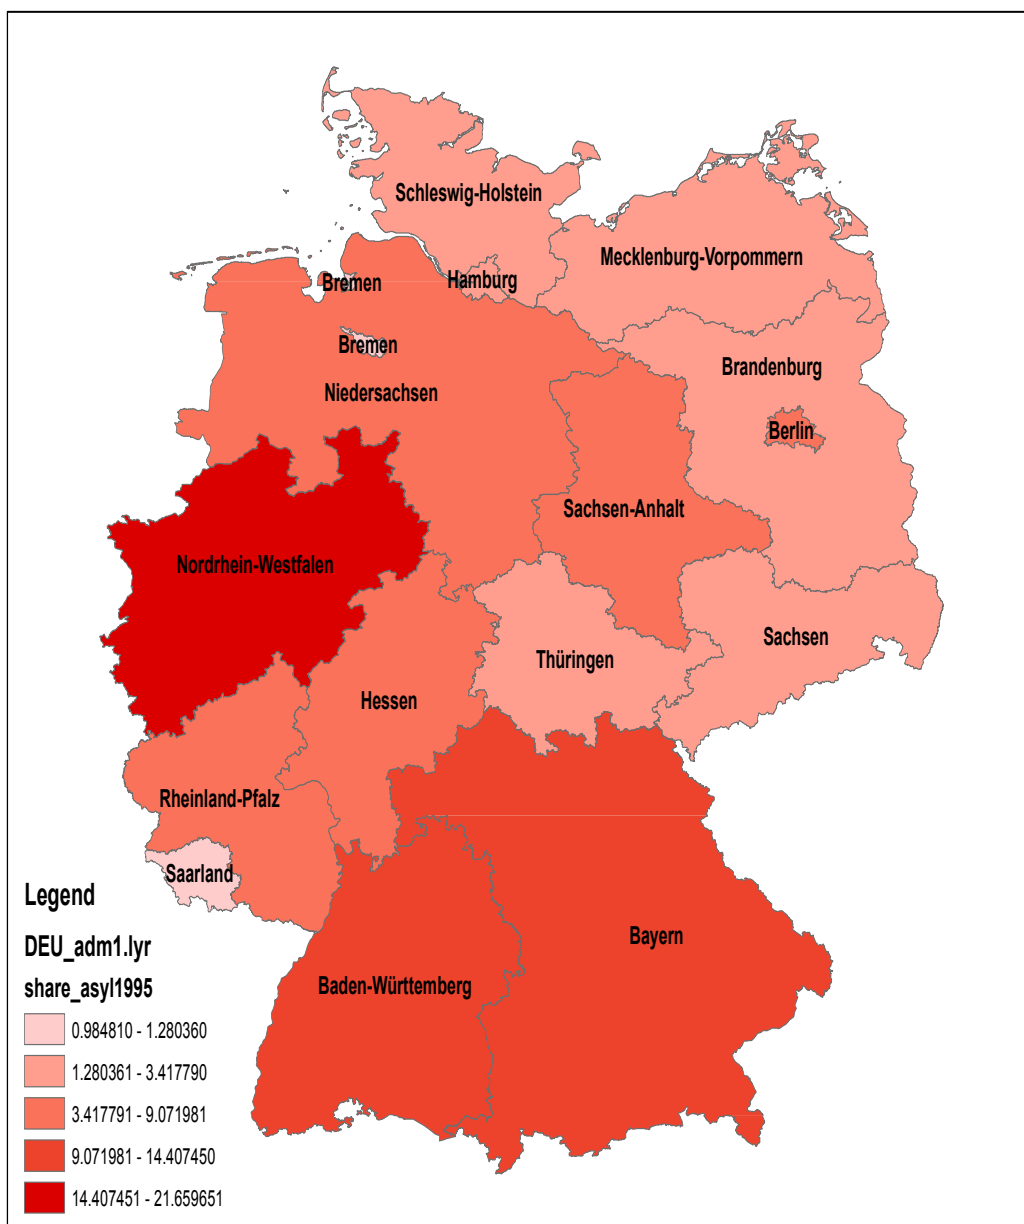 Schleswig-Holstein
Mecklenburg-Vorpommern
Hamburg
Bremen
Bremen
Brandenburg
Niedersachsen
Berlin
Sachsen-Anhalt
Nordrhein-Westfalen
Sachsen
Thüringen
Hessen
Rheinland-Pfalz
Saarland
Bayern
Baden-Württemberg
Legend
DEU_adm1.lyr
share_asyl1995
0.984810 - 1.280360
1.280361 - 3.417790
3.417791 - 9.071981
9.071981 - 14.407450
14.407451 - 21.659651